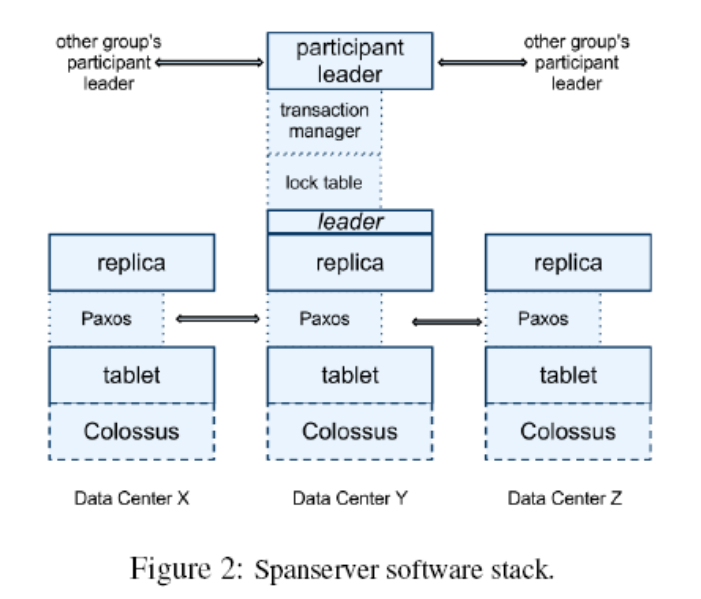 other group's
participant
leader
participant
leader
other group's
participant
leader
transaction
manager
lock table
leader
replica
replica
replica
Paxos
Paxos
Paxos
tablet
tablet
tablet
Colossus
Colossus
Colossus
Data Center X
Data Center Y
Data Center Z
Figure 2: Spanserver software stack.